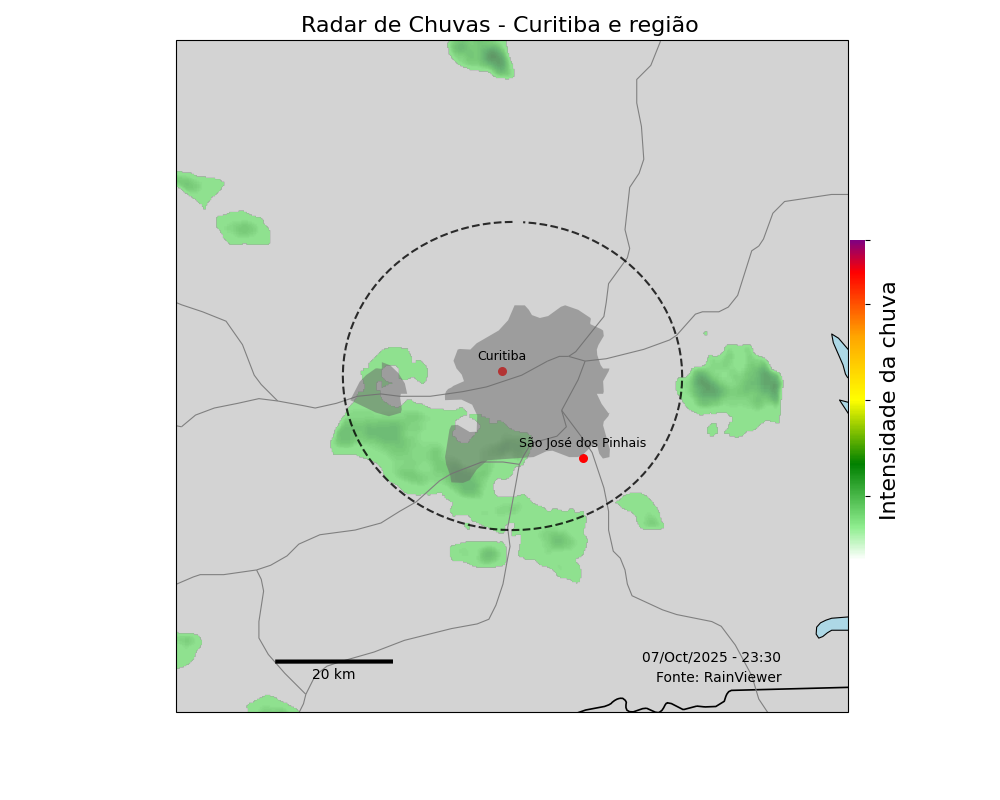 Radar de Chuvas - Curitiba e região
Curitiba
São José dos Pinhais
Intensidade da chuva
20 km
07/Oct/2025 - 23:30
Fonte: RainViewer